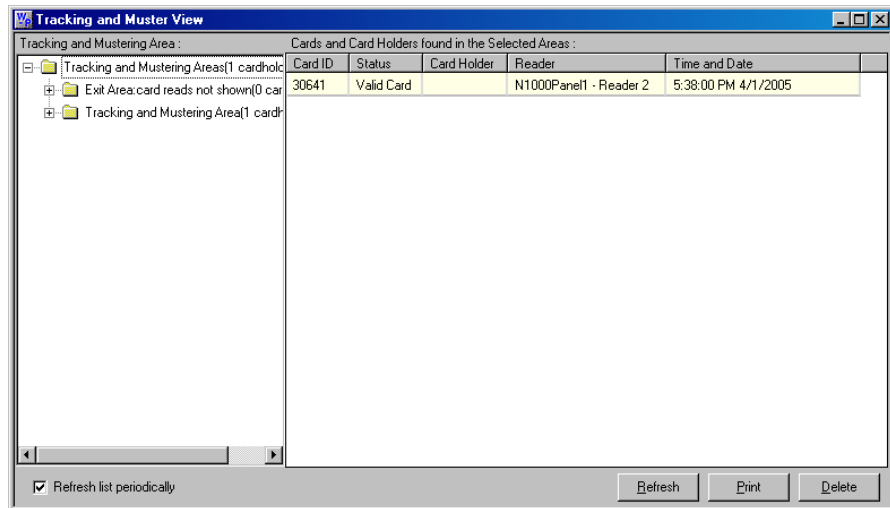 Tracking and Muster View
Tracking and Mustering Area :
Cards and Card Holders found in the Selected Areas :
Tracking and Mustering Areas(1 cardholc
Exit Area:card reads not shown(0 car
Tracking and Mustering Area(1 cardh
Card ID Status Card Holder Reader Time and Date
30641 Valid Card N1000Panel1 - Reader 2 5:38:00 PM 4/1/2005
Refresh list periodically
Refresh Print Delete